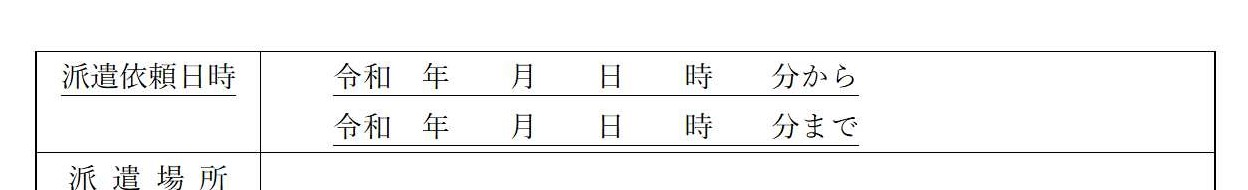 派遣依頼日時　令和　年　　月　　日　　時　　分から
令和　年　　月　　日　　時　　分まで
派 遣 場 所